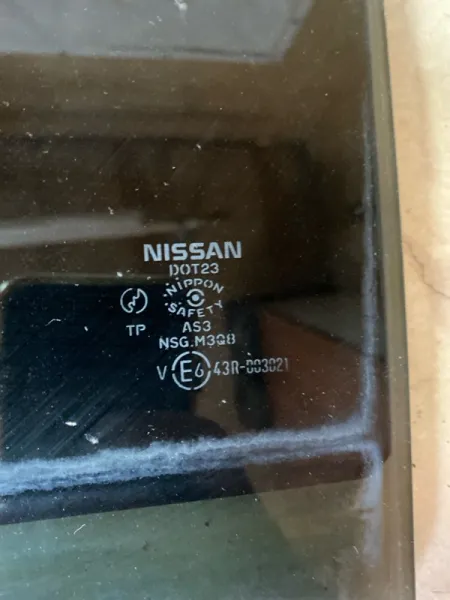 NISSAN
DOT23
NIPPON
SAFETY
TP
AS3
NSG.M3Q8
V E6 43R-003021